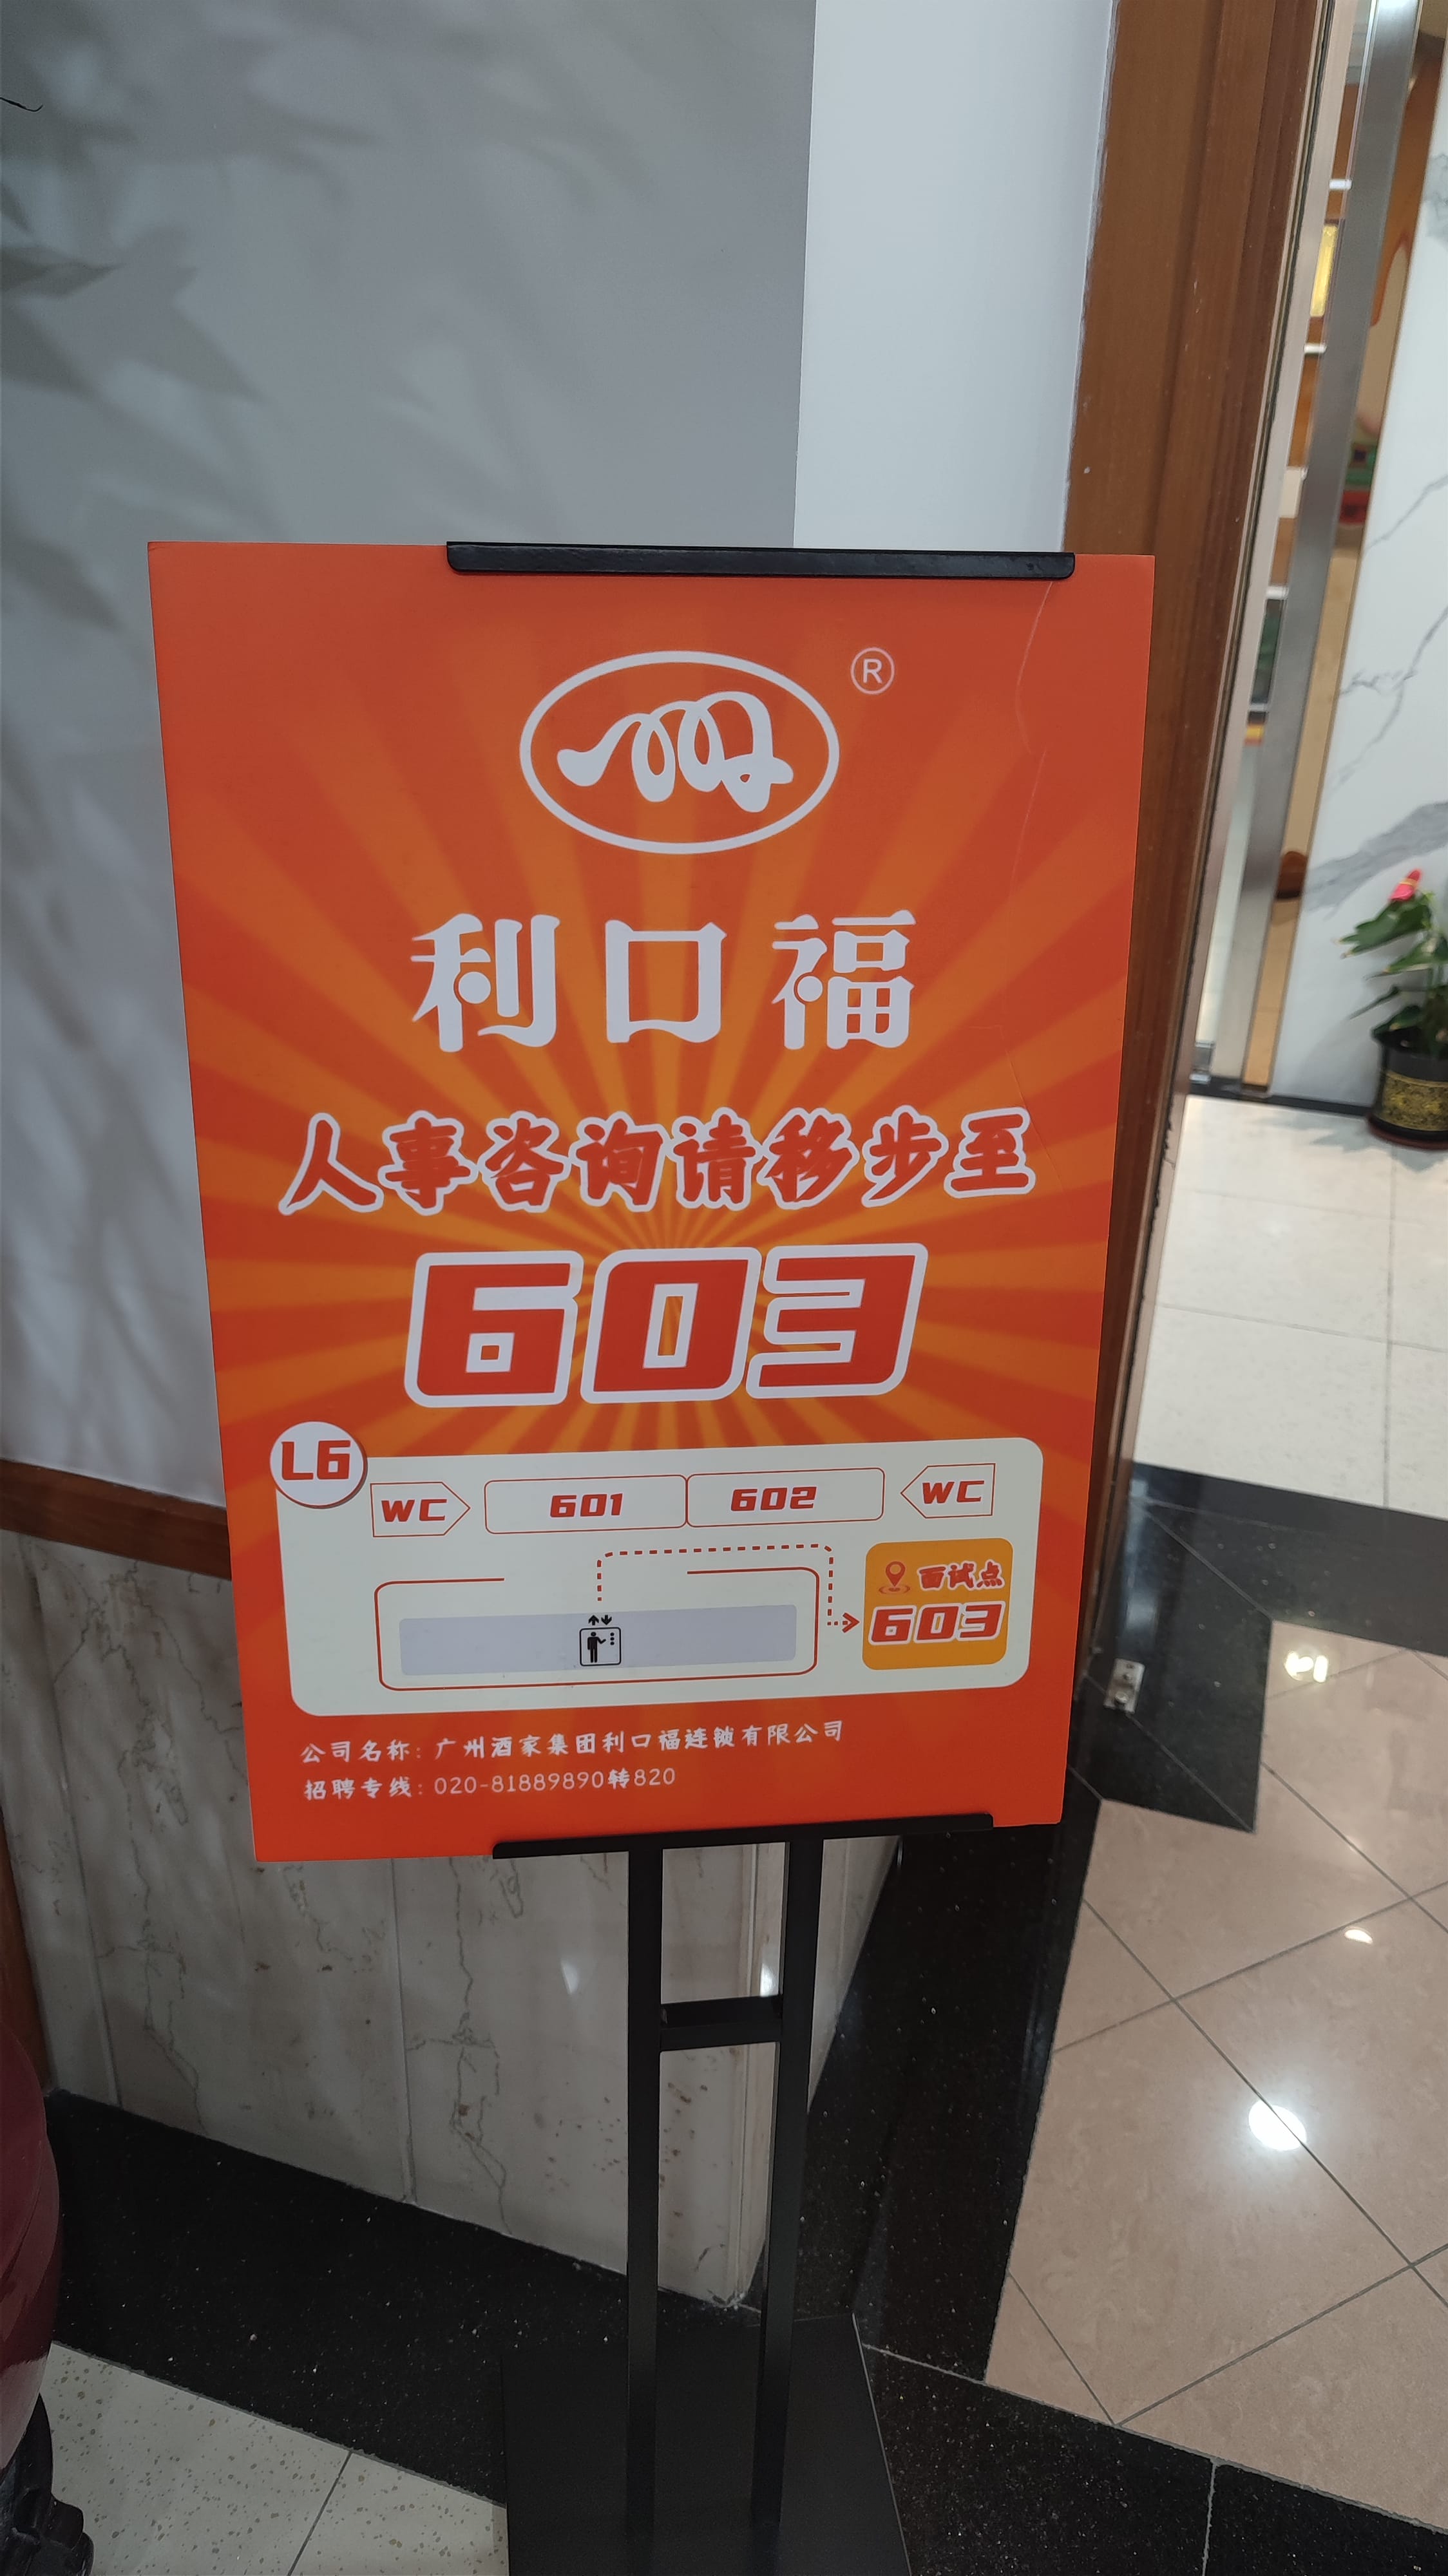 ®
利口福
人事咨询请移步至
603
L6
WC 601 602 WC
面试点
603
公司名称: 广州酒家集团利口福连锁有限公司
招聘专线: 020-81889890转820